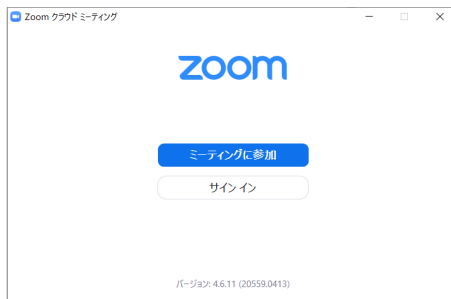 Zoom クラウド ミーティング
zoom
ミーティングに参加
サイン イン
バージョン: 4.6.11 (20559.0413)